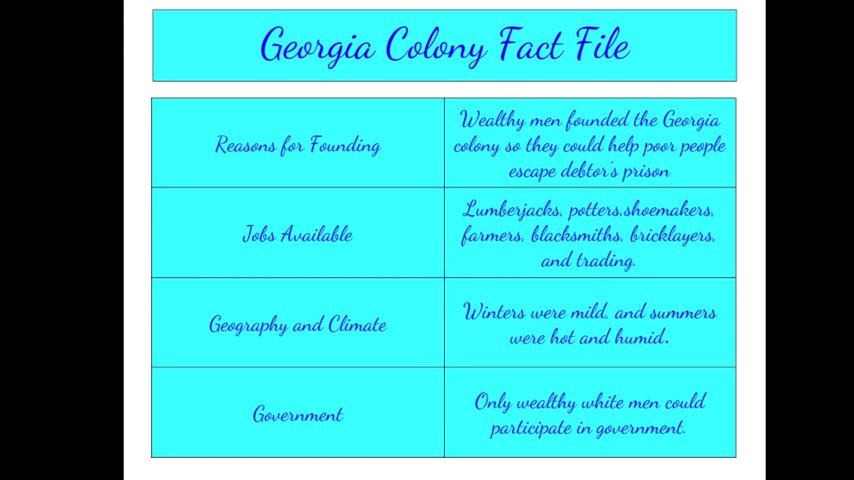 Georgia Colony Fact File
Reasons for Founding
Wealthy men founded the Georgia
colony so they could help poor people
escape debtor's prison
Jobs Available
Lumberjacks, potters,shoemakers,
farmers, blacksmiths, bricklayers,
and trading.
Geography and Climate
Winters were mild, and summers
were hot and humid.
Government
Only wealthy white men could
participate in government.